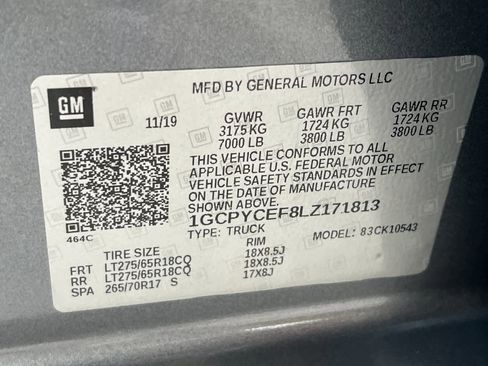 GM
MFD BY GENERAL MOTORS LLC
11/19 GVWR GAWR FRT GAWR RR
3175 KG 1724 KG 1724 KG
7000 LB 3800 LB 3800 LB
THIS VEHICLE CONFORMS TO ALL
APPLICABLE U.S. FEDERAL MOTOR
VEHICLE SAFETY STANDARDS IN EFFECT
ON THE DATE OF MANUFACTURE
1GCPYCEF8LZ171813
464C TYPE: TRUCK MODEL: 83CK10543
TIRE SIZE RIM
FRT LT275/65R18CQ 18X8.5J
RR LT275/65R18CQ 18X8.5J
SPA 265/70R17 S 17X8J